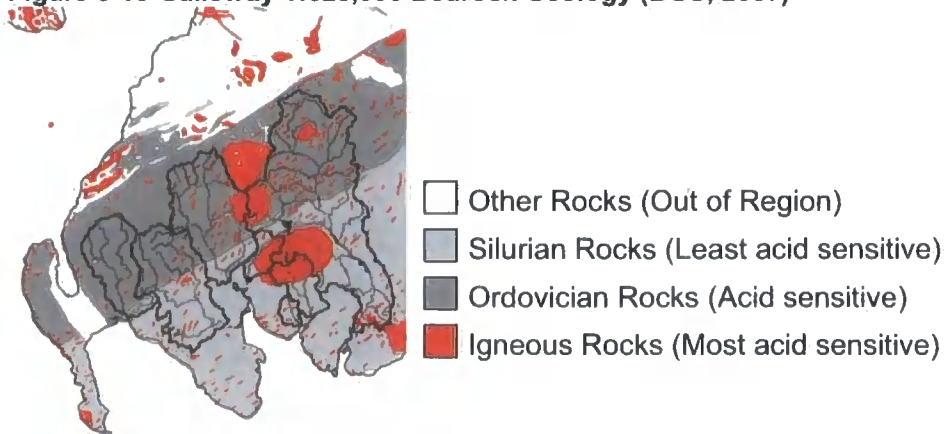 Other Rocks (Out of Region)
Silurian Rocks (Least acid sensitive)
Ordovician Rocks (Acid sensitive)
Igneous Rocks (Most acid sensitive)